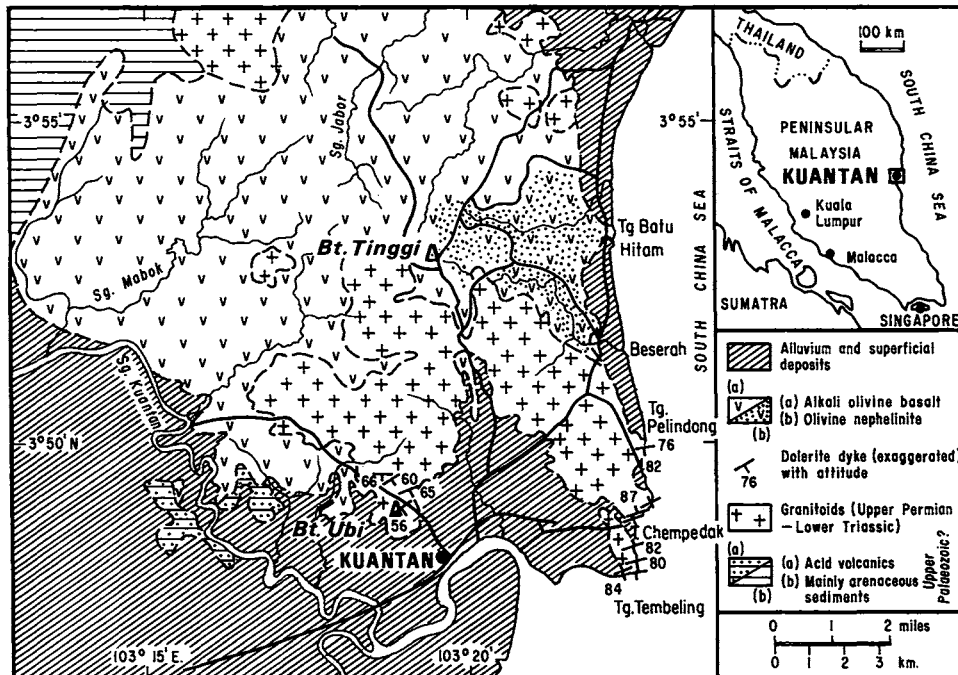 3°55'
Sg. Jabor
Bt. Tinggi
Sg. Mabok
Sg. Kuantan
3°50' N
66
60
65
56
Bt. Ubi
KUANTAN
103°15' E.
103°20'
3°55'
Tg Batu
Hitam
SOUTH CHINA SEA
Beserah
Tg.
Pelindong
76
82
87
Chempedak
82
80
84
Tg. Tembeling
100 km
THAILAND
SOUTH CHINA SEA
PENINSULAR
MALAYSIA
KUANTAN
STRAITS OF MALACCA
Kuala
Lumpur
Malacca
SUMATRA
SINGAPORE
Alluvium and superficial
deposits
(a)
(a) Alkali olivine basalt
(b) Olivine nephelinite
(b)
Dolerite dyke (exaggerated)
with attitude
76
Granitoids (Upper Permian
– Lower Triassic)
(a)
(a) Acid volcanics
(b) Mainly arenaceous
sediments
(b)
Upper
Palaeozoic?
0 1 2 miles
0 1 2 3 km.